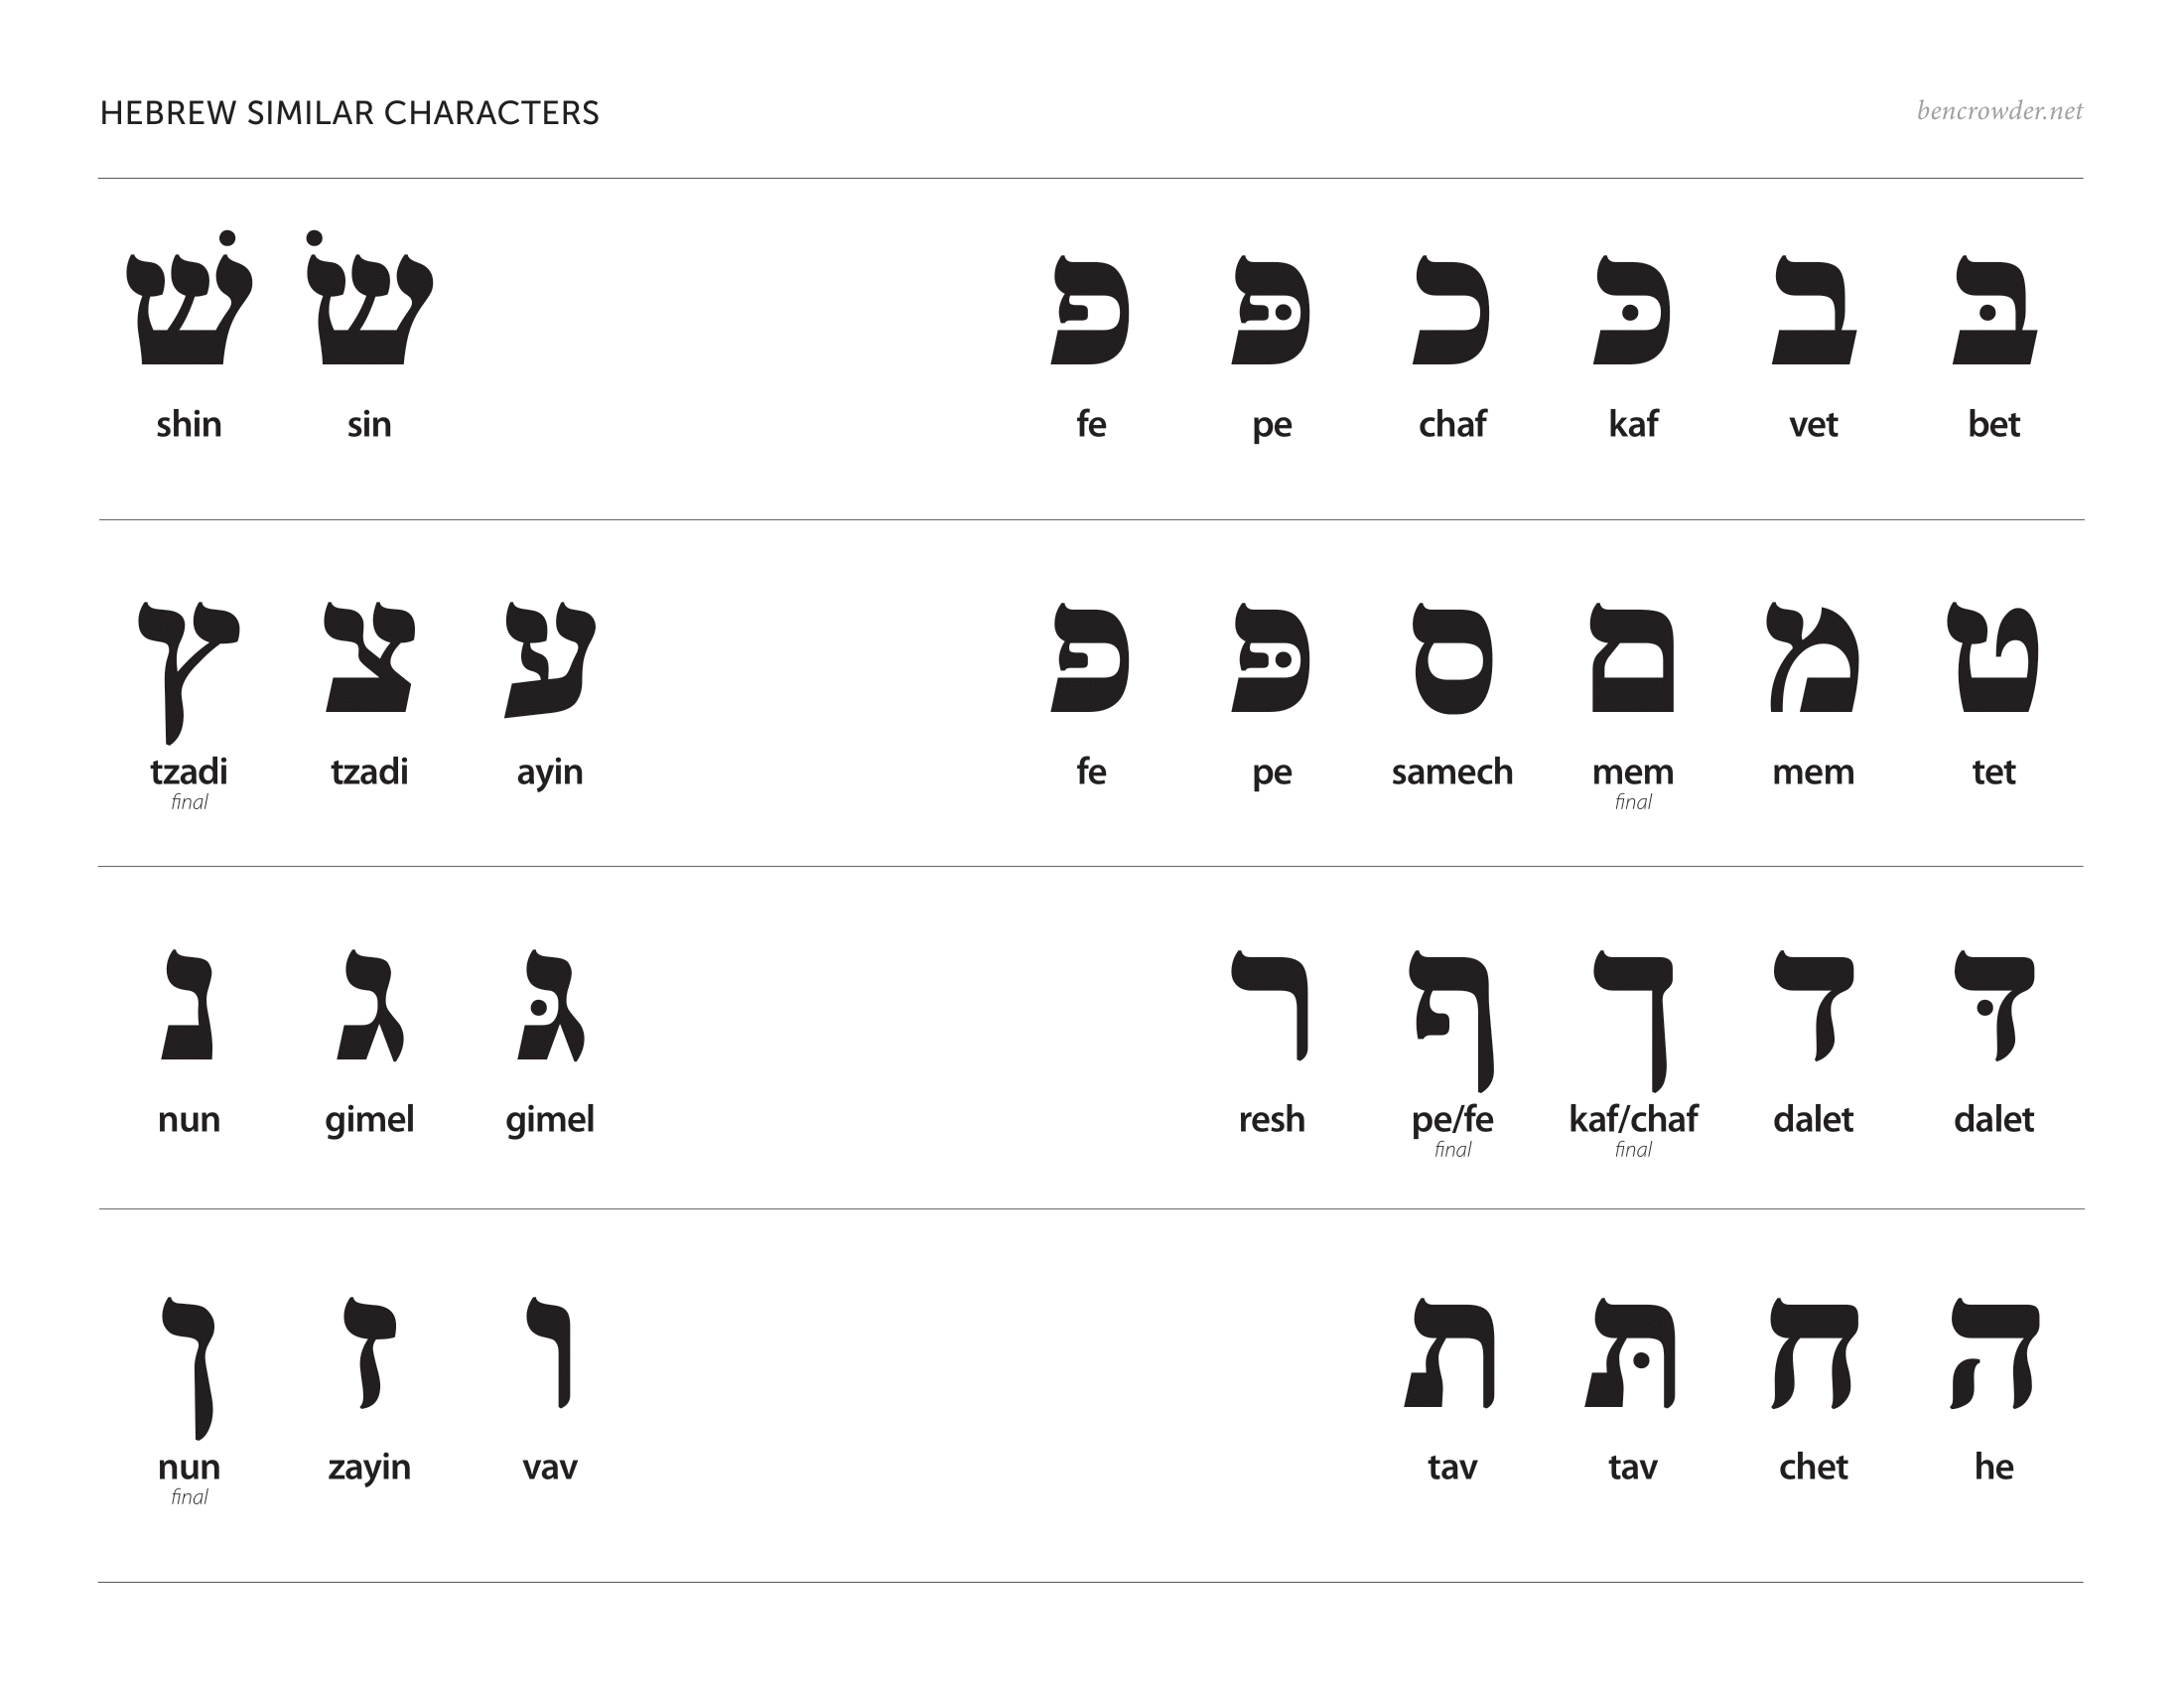 HEBREW SIMILAR CHARACTERS
bencrowder.net
שׁ שׂ פ פּ כ כּ ב בּ
shin sin fe pe chaf kaf vet bet
ץ צ ע פ פּ ס ם מ ט
tzadi tzadi ayin fe pe samech mem mem tet
final final
נ ג גּ ר ף ך ד דּ
nun gimel gimel resh pe/fe kaf/chaf dalet dalet
final final
ן ז ו ת תּ ח ה
nun zayin vav tav tav chet he
final